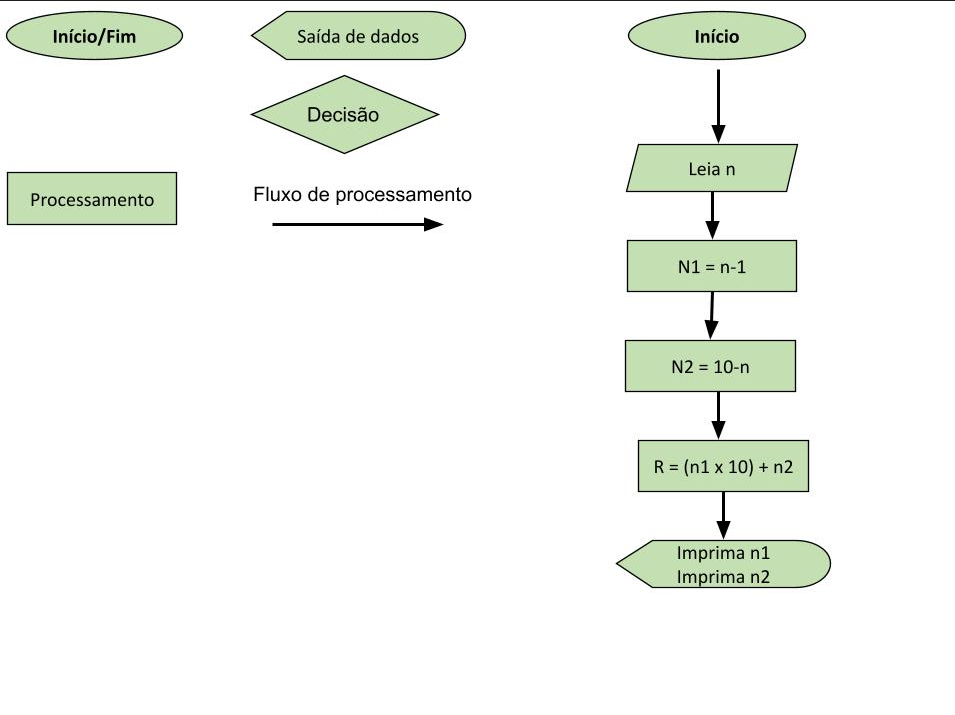 Início/Fim
Saída de dados
Decisão
Processamento
Fluxo de processamento
Início
Leia n
N1 = n-1
N2 = 10-n
R = (n1 x 10) + n2
Imprima n1
Imprima n2